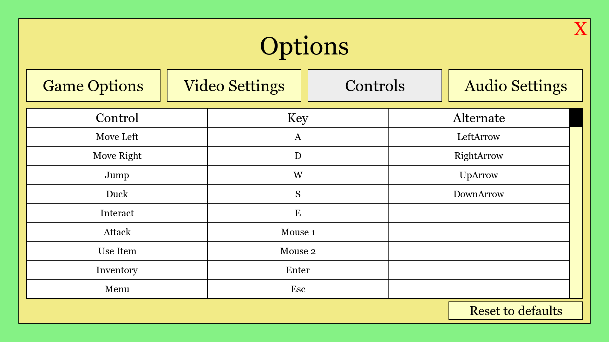 X
Options
Game Options Video Settings Controls Audio Settings
Control Key Alternate
Move Left A LeftArrow
Move Right D RightArrow
Jump W UpArrow
Duck S DownArrow
Interact E
Attack Mouse 1
Use Item Mouse 2
Inventory Enter
Menu Esc
Reset to defaults